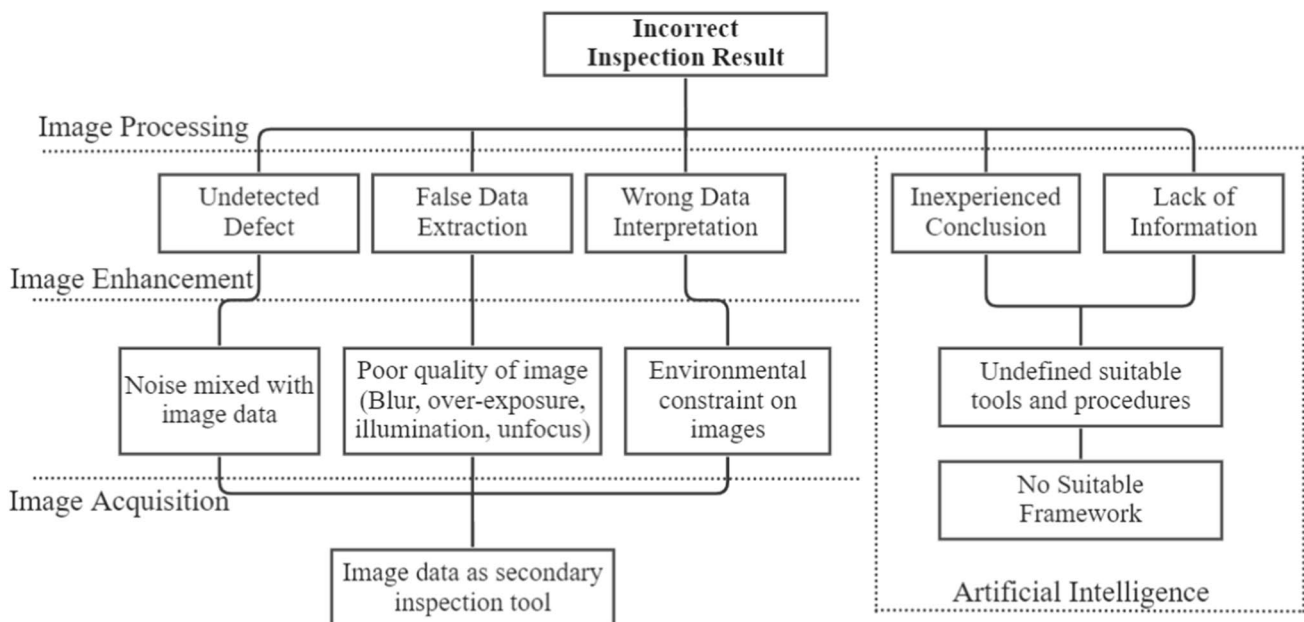 Incorrect
Inspection Result
Image Processing
Undetected
Defect
False Data
Extraction
Wrong Data
Interpretation
Inexperienced
Conclusion
Lack of
Information
Image Enhancement
Noise mixed with
image data
Poor quality of image
(Blur, over-exposure,
illumination, unfocus)
Environmental
constraint on
images
Undefined suitable
tools and procedures
No Suitable
Framework
Image Acquisition
Image data as secondary
inspection tool
Artificial Intelligence